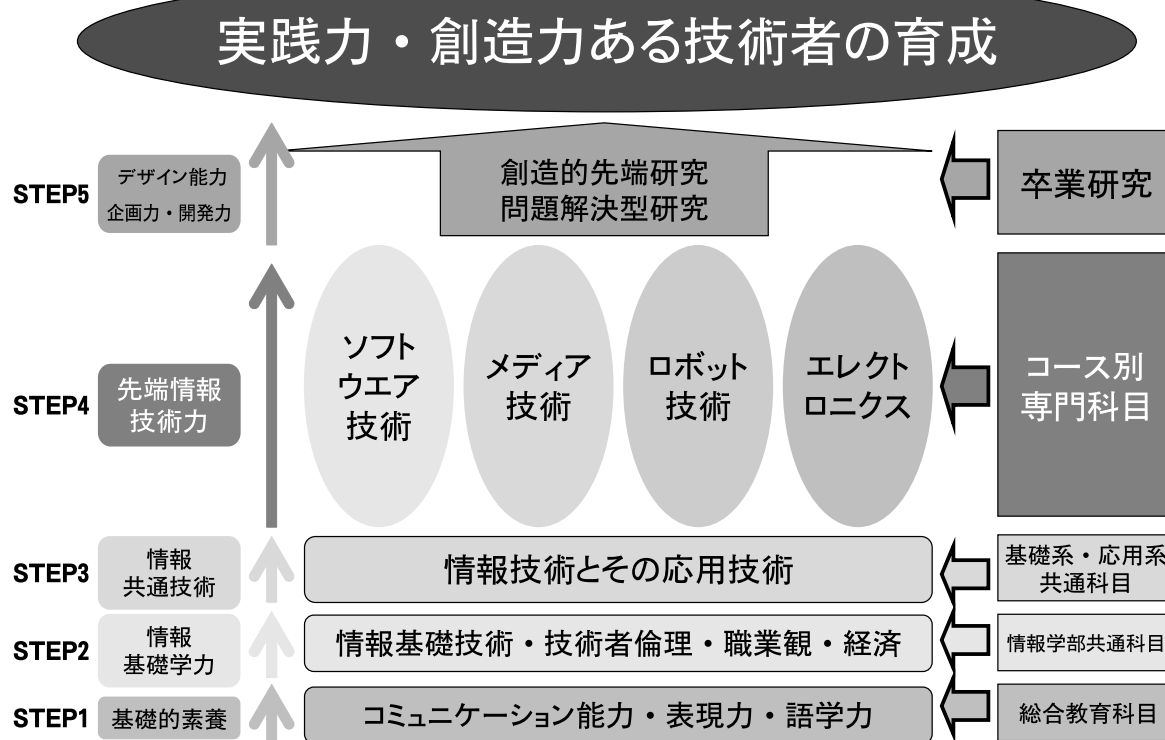 実践力・創造力ある技術者の育成
STEP5
デザイン能力
企画力・開発力
創造的先端研究
問題解決型研究
卒業研究
STEP4
先端情報
技術力
ソフト
ウエア
技術
メディア
技術
ロボット
技術
エレクト
ロニクス
コース別
専門科目
STEP3
情報
共通技術
情報技術とその応用技術
基礎系・応用系
共通科目
STEP2
情報
基礎学力
情報基礎技術・技術者倫理・職業観・経済
情報学部共通科目
STEP1
基礎的素養
コミュニケーション能力・表現力・語学力
総合教育科目